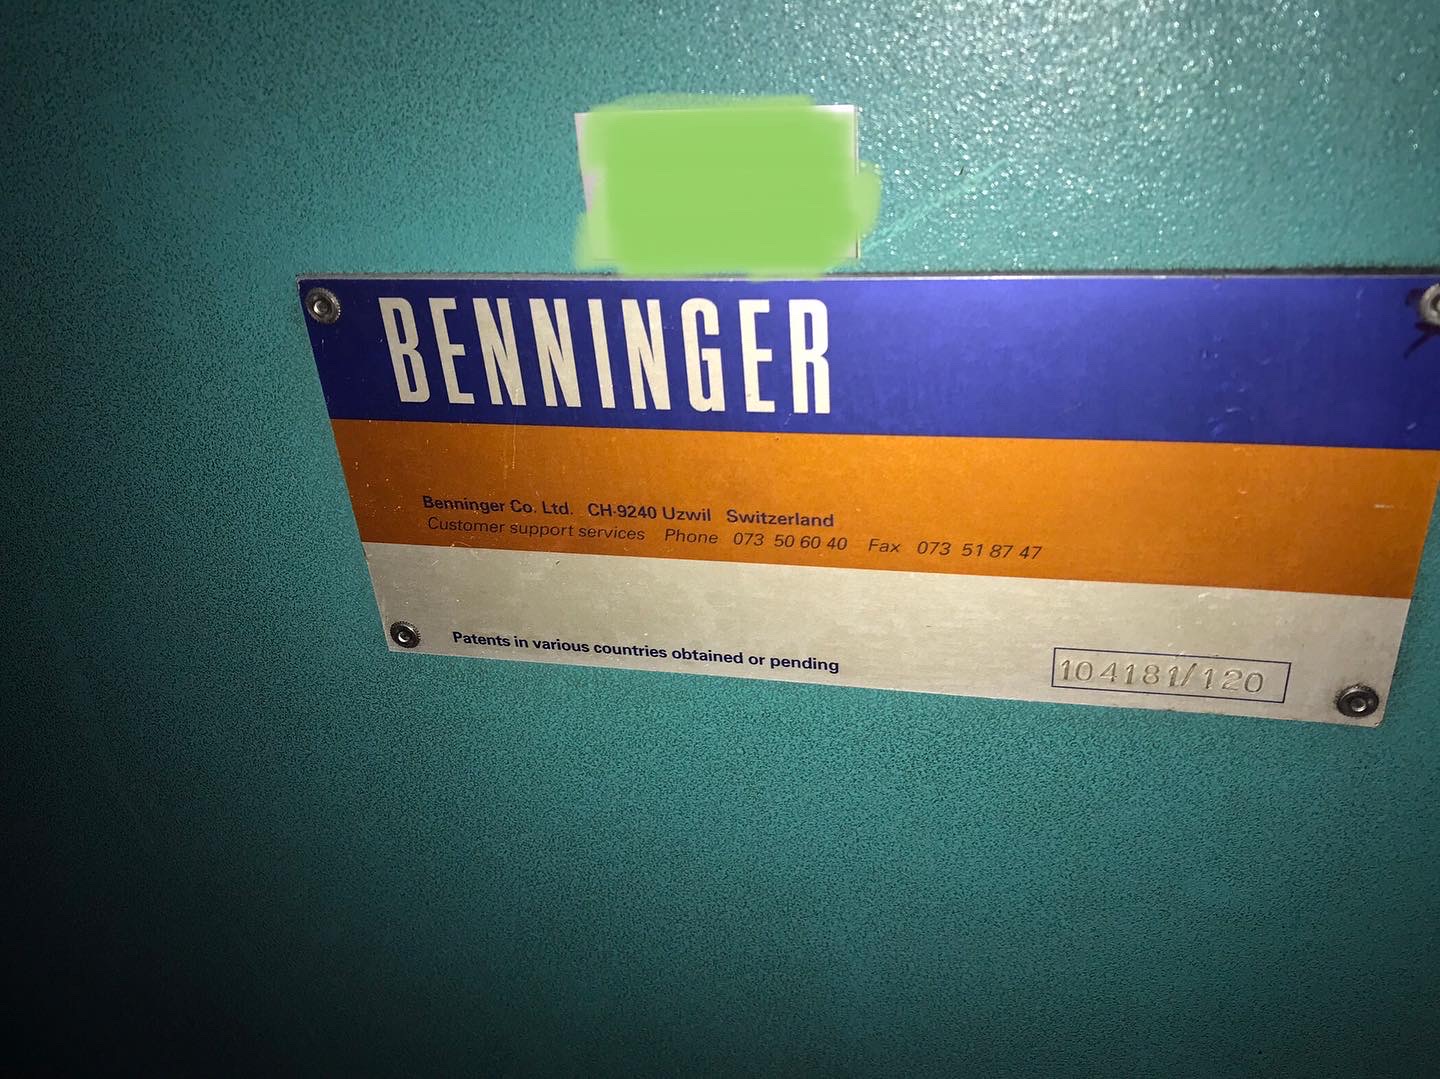 BENNINGER
Benninger Co. Ltd. CH-9240 Uzwil Switzerland
Customer support services Phone 073 50 60 40 Fax 073 51 87 47
Patents in various countries obtained or pending
104181/120